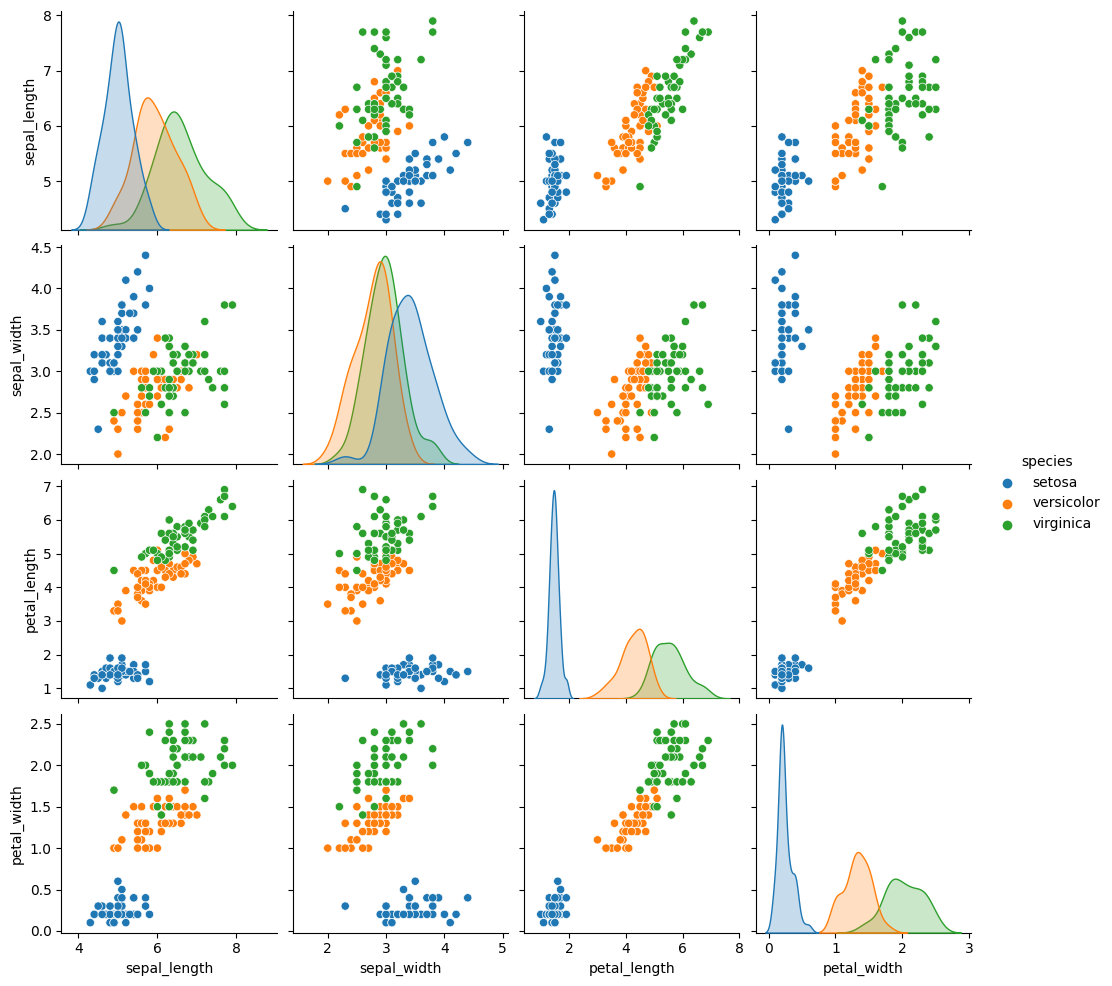 8
7
6
5
sepal_length
4.5
4.0
3.5
3.0
2.5
2.0
sepal_width
species
setosa
versicolor
virginica
7
6
5
4
3
2
1
petal_length
2.5
2.0
1.5
1.0
0.5
0.0
petal_width
4 6 8 2 3 4 5 2 4 6 8 0 1 2 3
sepal_length sepal_width petal_length petal_width